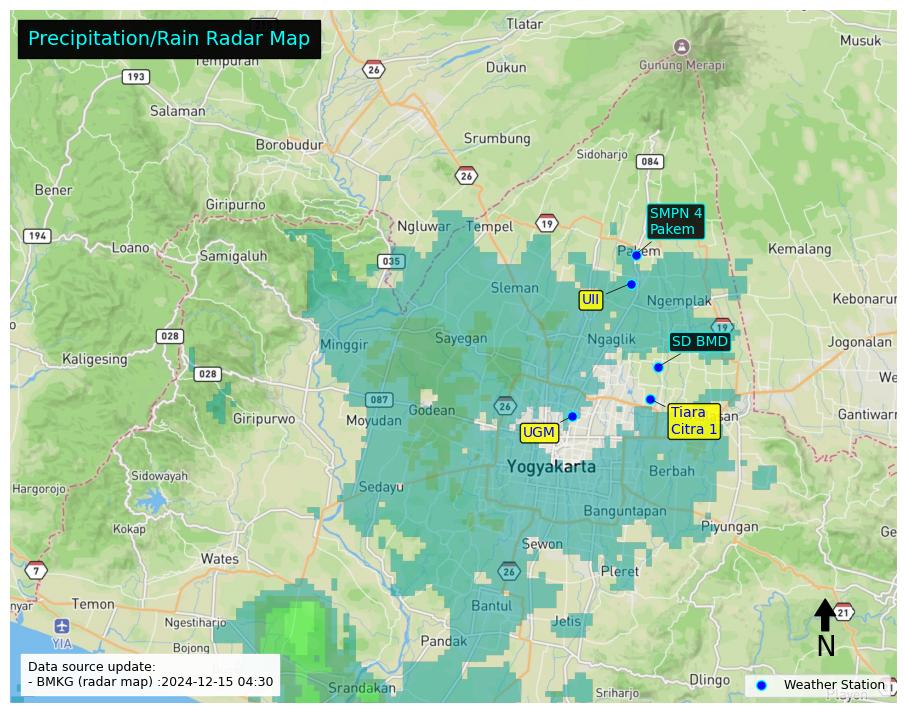 Precipitation/Rain Radar Map
Tlatar
Musuk
26
Gunung Merapi
193
Dukun
Salaman
Srumbung
Borobudur
Sidoharjo
084
26
Bener
Giripurno
SMPN 4
Pakem
Ngluwar
Tempel
19
194
Loano
Samigaluh
035
Kemalang
UII
Sleman
Ngemplak
Kebonarun
19
028
Minggir
Sayegan
Ngaglik
SD BMD
Jogonalan
Kaligesing
028
087
Godean
26
Giripurwo
Moyudan
UGM
Tiara
Citra 1
Gantiwarn
Yogyakarta
Berbah
Hargorojo
Sidowayah
Sedayu
Banguntapan
Kokap
Piyungan
Sewon
Wates
7
26
Pleret
Temon
Bantul
Ngestiharjo
Jetis
21
YIA
Bojong
Pandak
N
Data source update:
- BMKG (radar map) :2024-12-15 04:30
Srandakan
Sriharjo
Dlingo
Weather Station